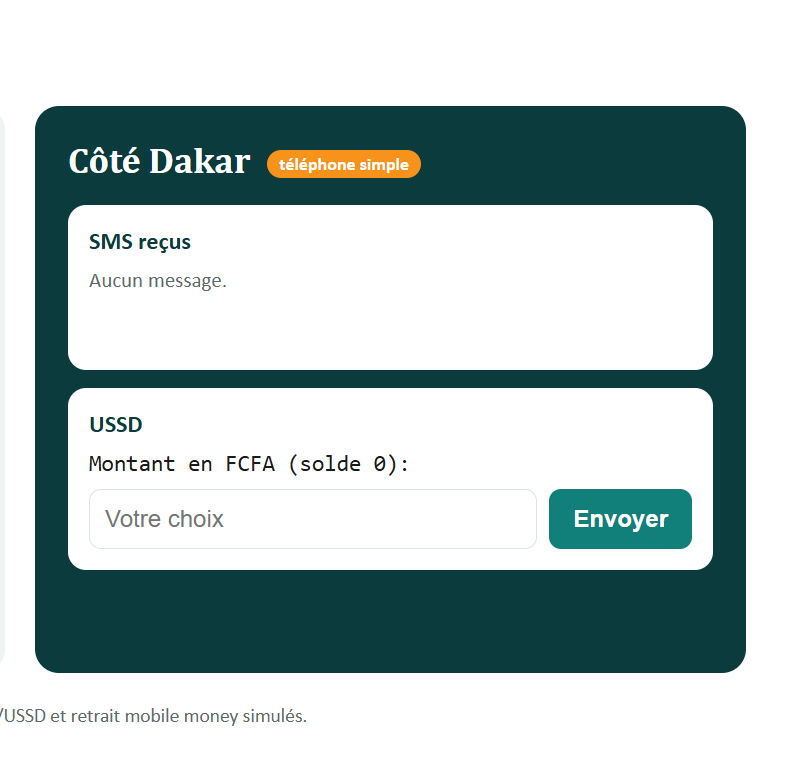 Côté Dakar téléphone simple
SMS reçus
Aucun message.
USSD
Montant en FCFA (solde 0):
Votre choix Envoyer
/USSD et retrait mobile money simulés.